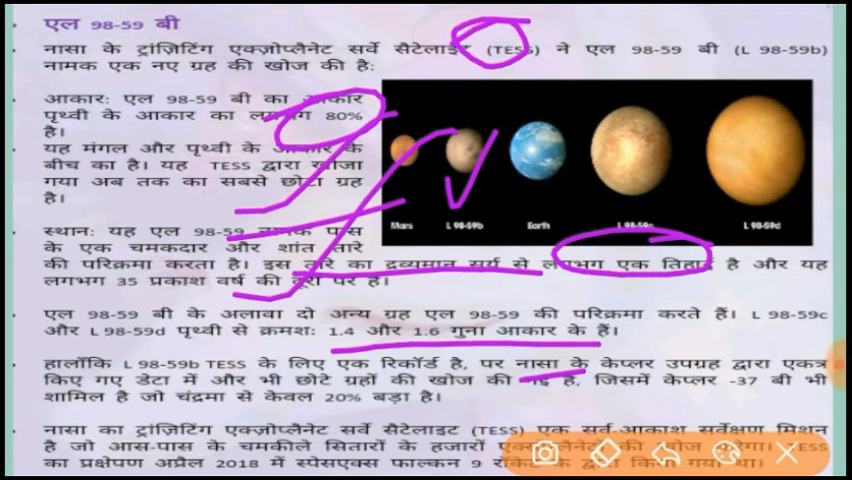 एल 98-59 बी
नासा के ट्रांज़िटिंग एक्ज़ोप्लैनेट सर्वे सैटेलाइट (TESS) ने एल 98-59 बी (L 98-59b)
नामक एक नए ग्रह की खोज की है:
आकार: एल 98-59 बी का आकार
पृथ्वी के आकार का लगभग 80%
है।
यह मंगल और पृथ्वी के आकार के
बीच का है। यह TESS द्वारा खोजा
गया अब तक का सबसे छोटा ग्रह
है।
Mars L 98-59b Earth L 98-59c L 98-59d
स्थान: यह एल 98-59 नामक पास
के एक चमकदार और शांत तारे
की परिक्रमा करता है। इस तारे का द्रव्यमान सूर्य से लगभग एक तिहाई है और यह
लगभग 35 प्रकाश वर्ष की दूरी पर है।
एल 98-59 बी के अलावा दो अन्य ग्रह एल 98-59 की परिक्रमा करते हैं। L 98-59c
और L 98-59d पृथ्वी से क्रमश: 1.4 और 1.6 गुना आकार के हैं।
हालाँकि L 98-59b TESS के लिए एक रिकॉर्ड है, पर नासा के केप्लर उपग्रह द्वारा एकत्र
किए गए डेटा में और भी छोटे ग्रहों की खोज की गई है, जिसमें केप्लर -37 बी भी
शामिल है जो चंद्रमा से केवल 20% बड़ा है।
नासा का ट्रांज़िटिंग एक्ज़ोप्लैनेट सर्वे सैटेलाइट (TESS) एक सर्व-आकाश सर्वेक्षण मिशन
है जो आस-पास के चमकीले सितारों के हजारों एक्सोप्लैनेट की खोज करेगा। TESS
का प्रक्षेपण अप्रैल 2018 में स्पेसएक्स फाल्कन 9 रॉकेट के द्वारा किया गया था।